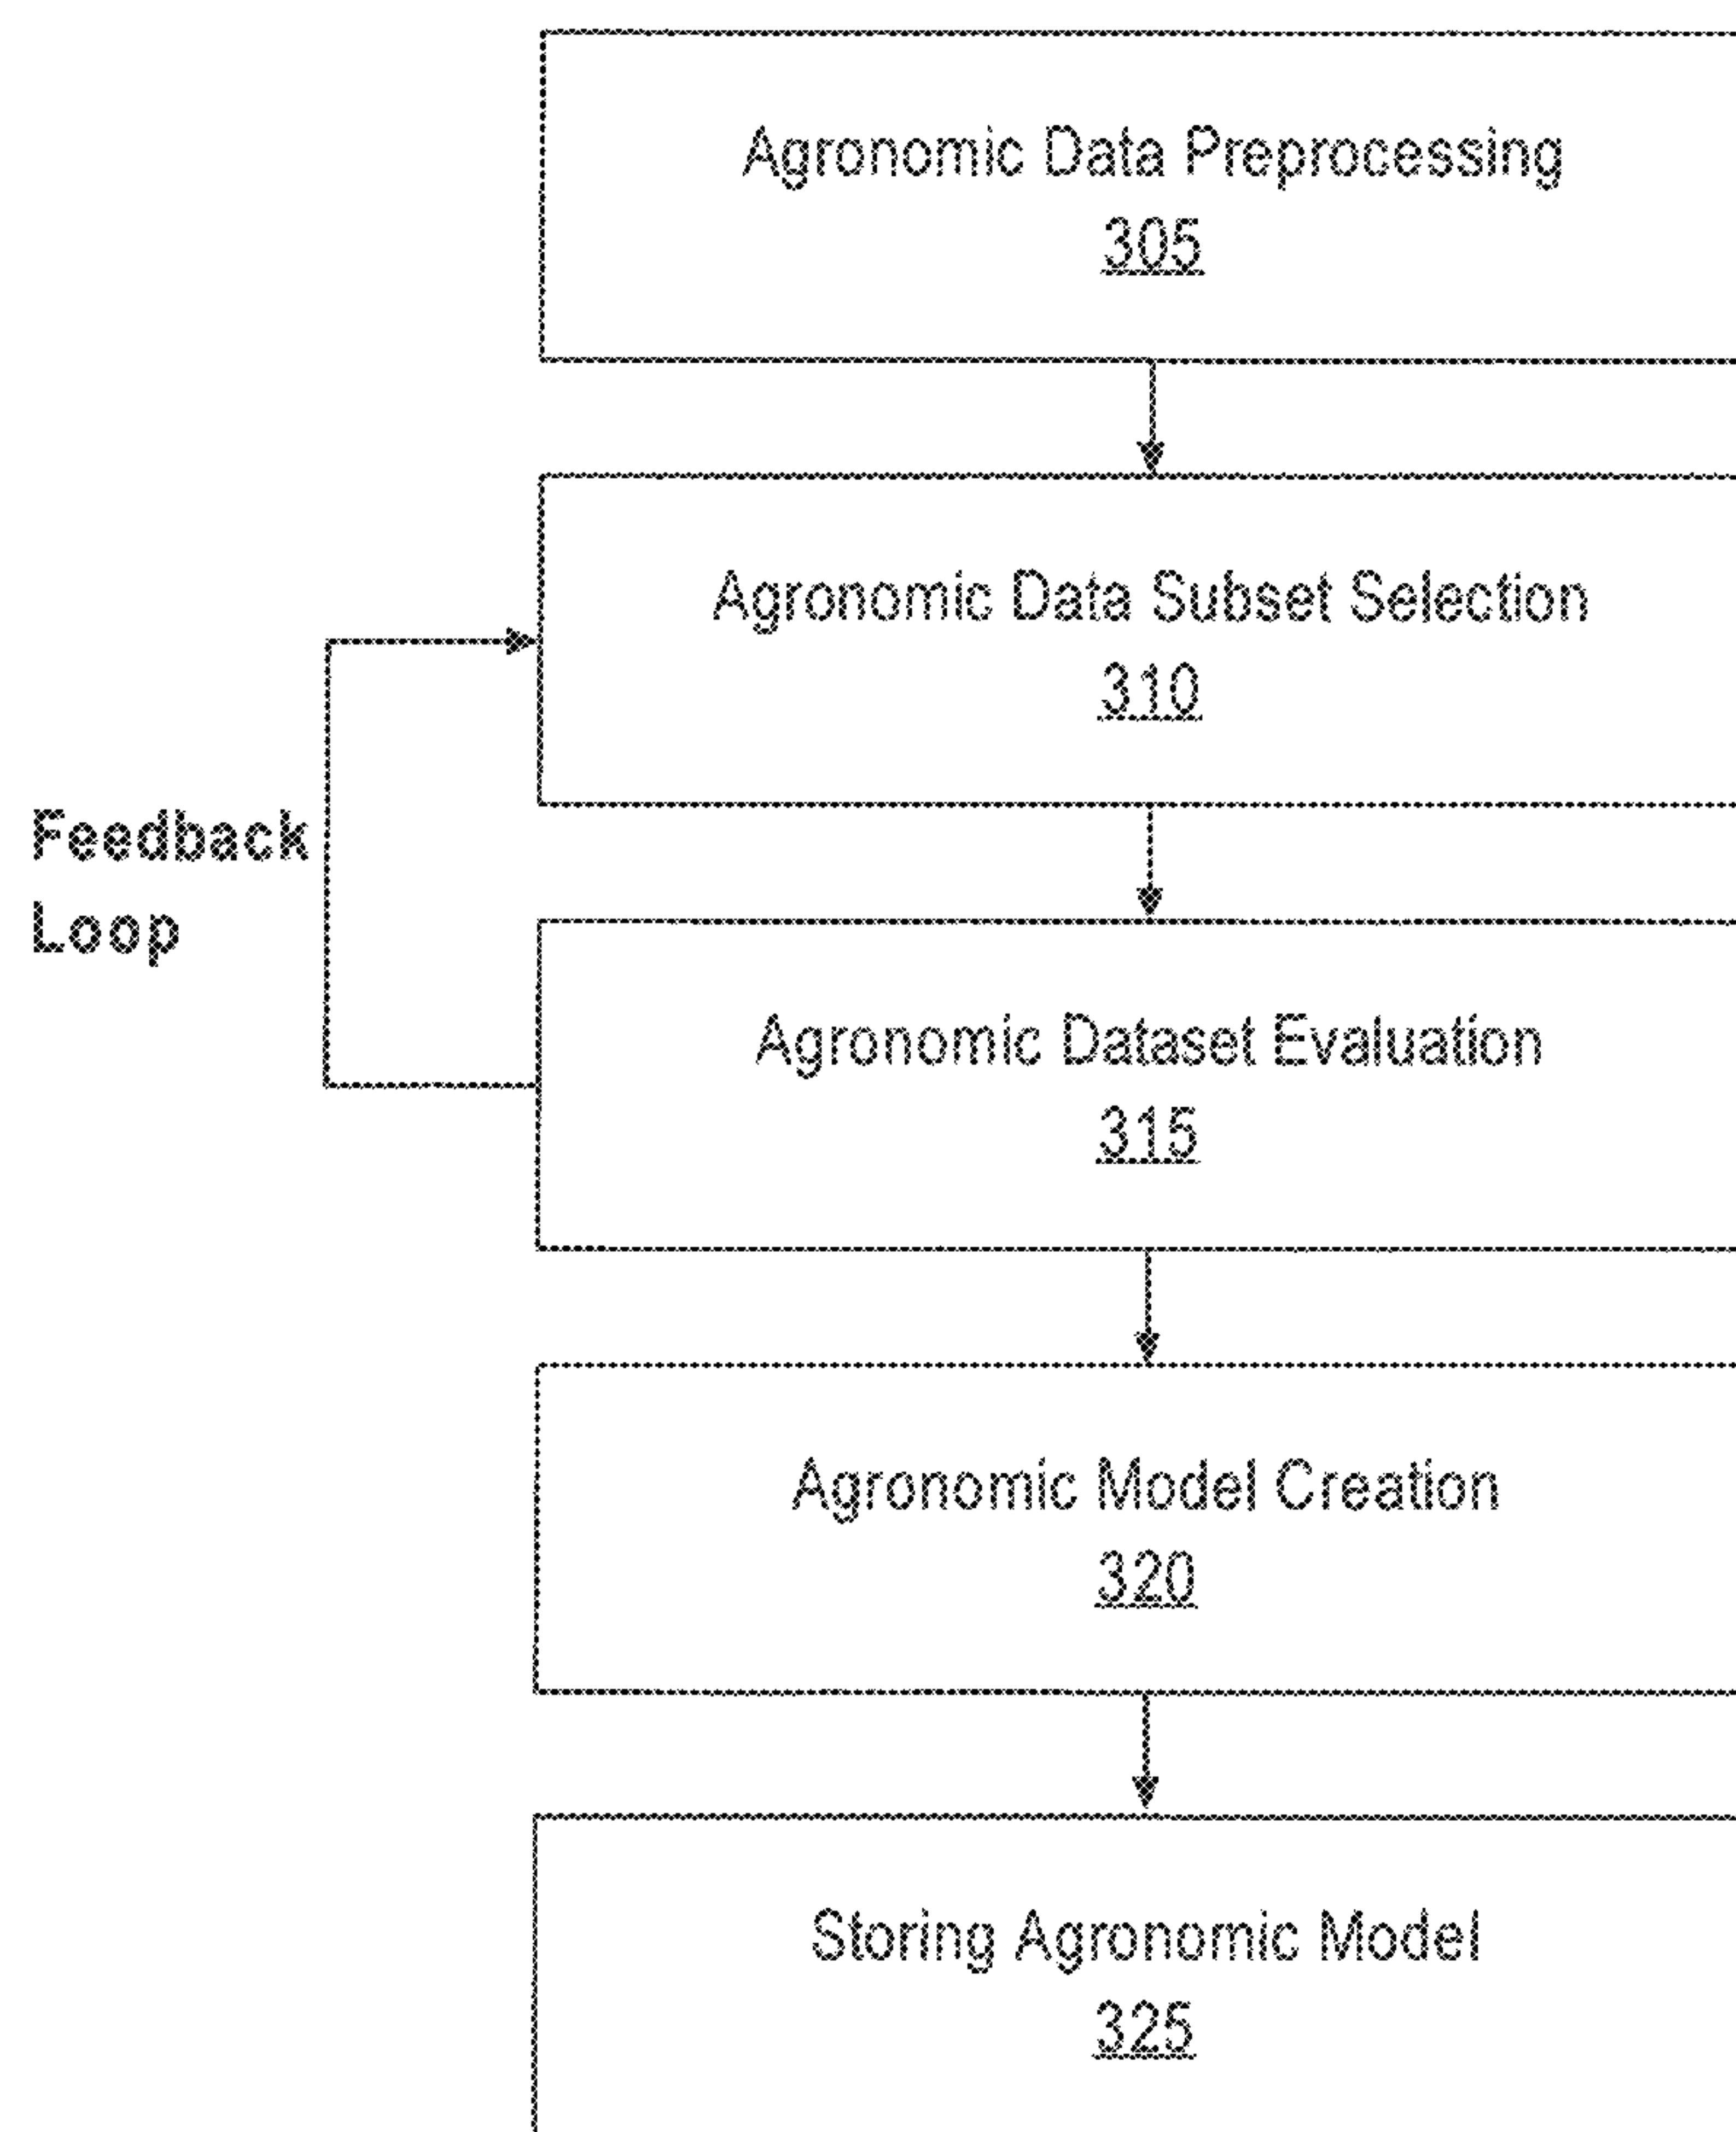 Agronomic Data Preprocessing
305
Agronomic Data Subset Selection
310
Feedback
Loop
Agronomic Dataset Evaluation
315
Agronomic Model Creation
320
Storing Agronomic Model
325